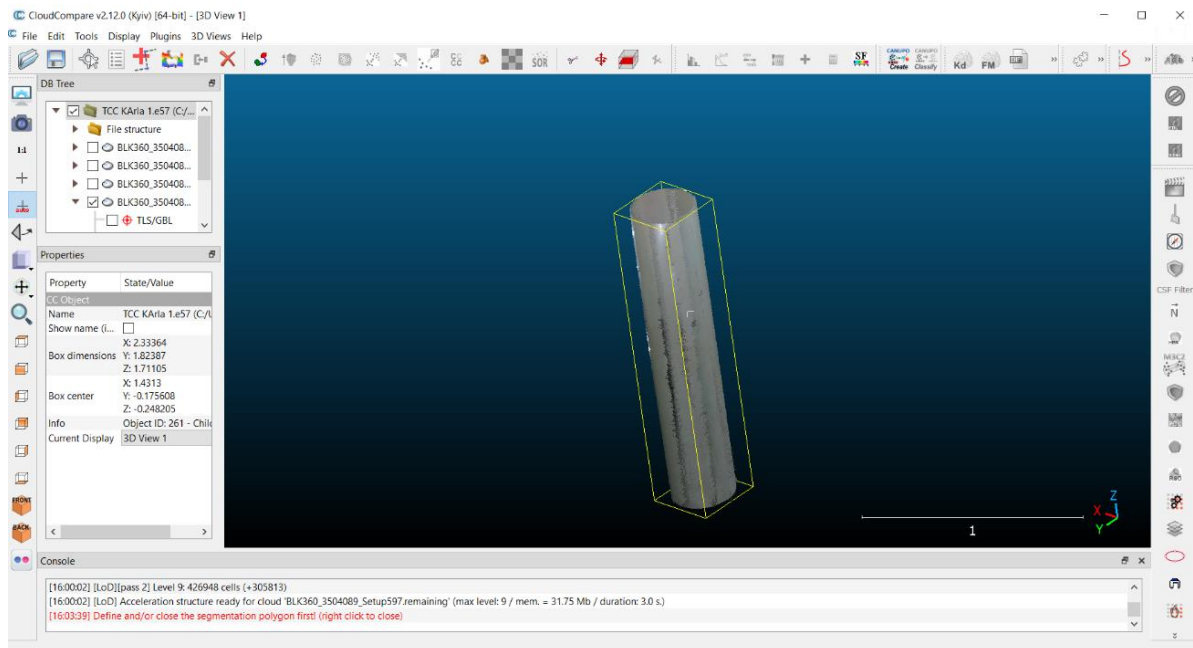 CloudCompare v2.12.0 (Kyiv) [64-bit] - [3D View 1]
File Edit Tools Display Plugins 3D Views Help
SOR SF CANUPO Create CANUPO Classify Kd FM
DB Tree
TCC KArla 1.e57 (C:/...
File structure
BLK360_350408...
BLK360_350408...
BLK360_350408...
BLK360_350408...
TLS/GBL
1:1
auto
Properties
Property State/Value
CC Object
Name TCC KArla 1.e57 (C:/L
Show name (i...
X: 2.33364
Box dimensions Y: 1.82387
Z: 1.71105
X: 1.4313
Box center Y: -0.175608
Z: -0.248205
Info Object ID: 261 - Chil
Current Display 3D View 1
FRONT
BACK
1
Z
X
Y
CSF Filter
N
M3C2
Console
[16:00:02] [LoD][pass 2] Level 9: 426948 cells (+305813)
[16:00:02] [LoD] Acceleration structure ready for cloud 'BLK360_3504089_Setup597.remaining' (max level: 9 / mem. = 31.75 Mb / duration: 3.0 s.)
[16:03:39] Define and/or close the segmentation polygon first! (right click to close)